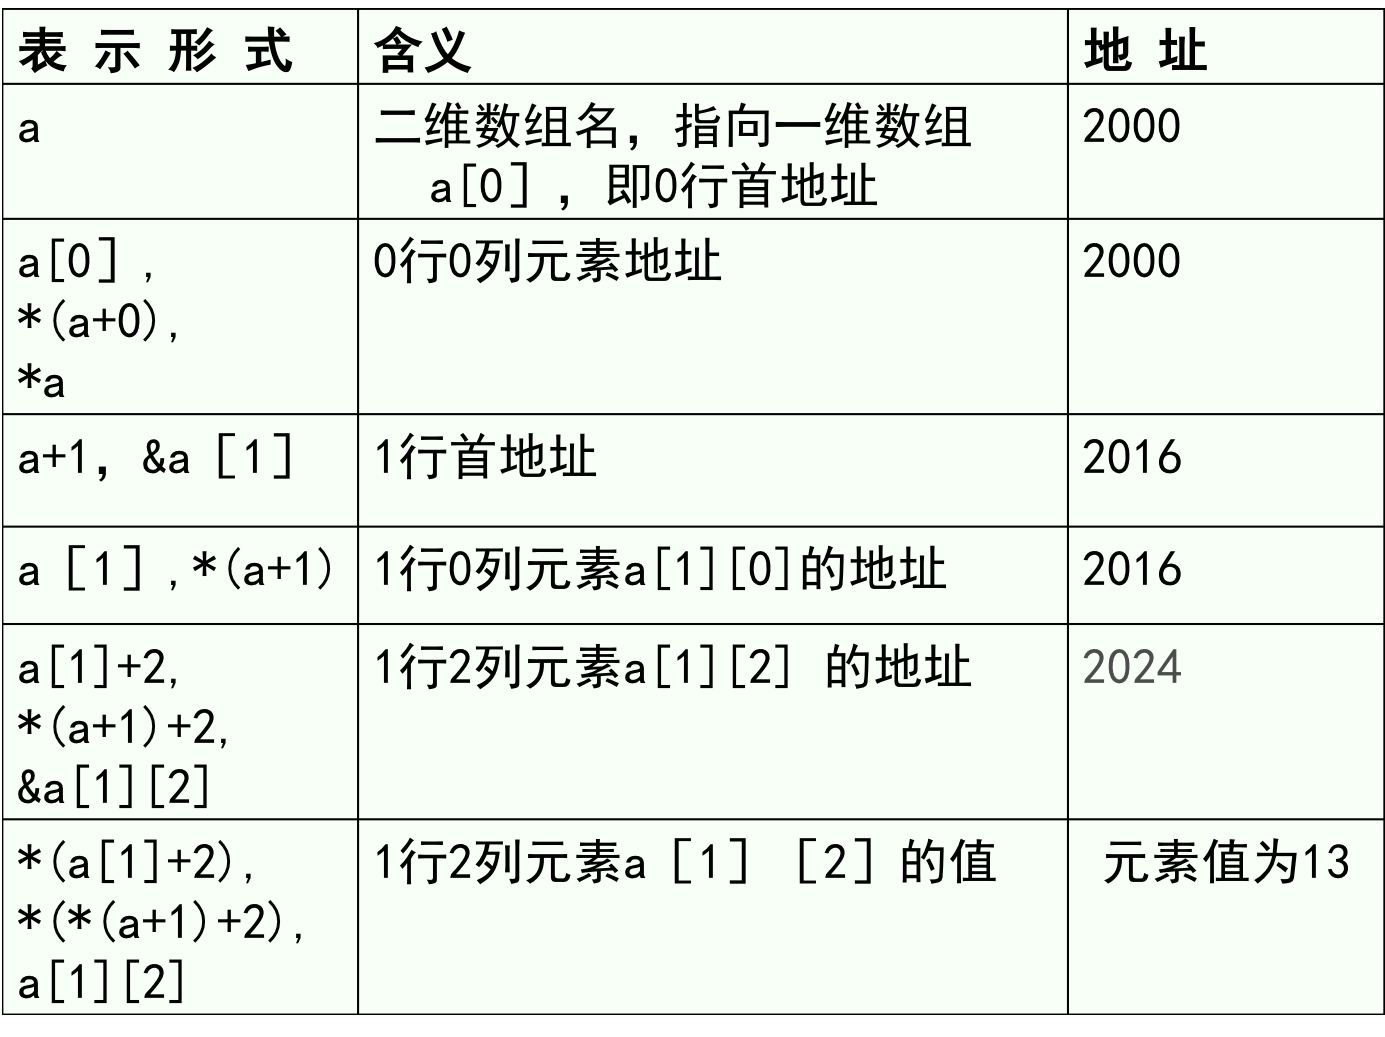 表 示 形 式
含义
地 址
a
二维数组名，指向一维数组
a[0]，即0行首地址
2000
a[0],
*(a+0),
*a
0行0列元素地址
2000
a+1，&a［1］
1行首地址
2016
a［1］,*(a+1)
1行0列元素a[1][0]的地址
2016
a[1]+2,
*(a+1)+2,
&a[1][2]
1行2列元素a[1][2] 的地址
2024
*(a[1]+2),
*(*(a+1)+2),
a[1][2]
1行2列元素a［1］［2］的值
元素值为13